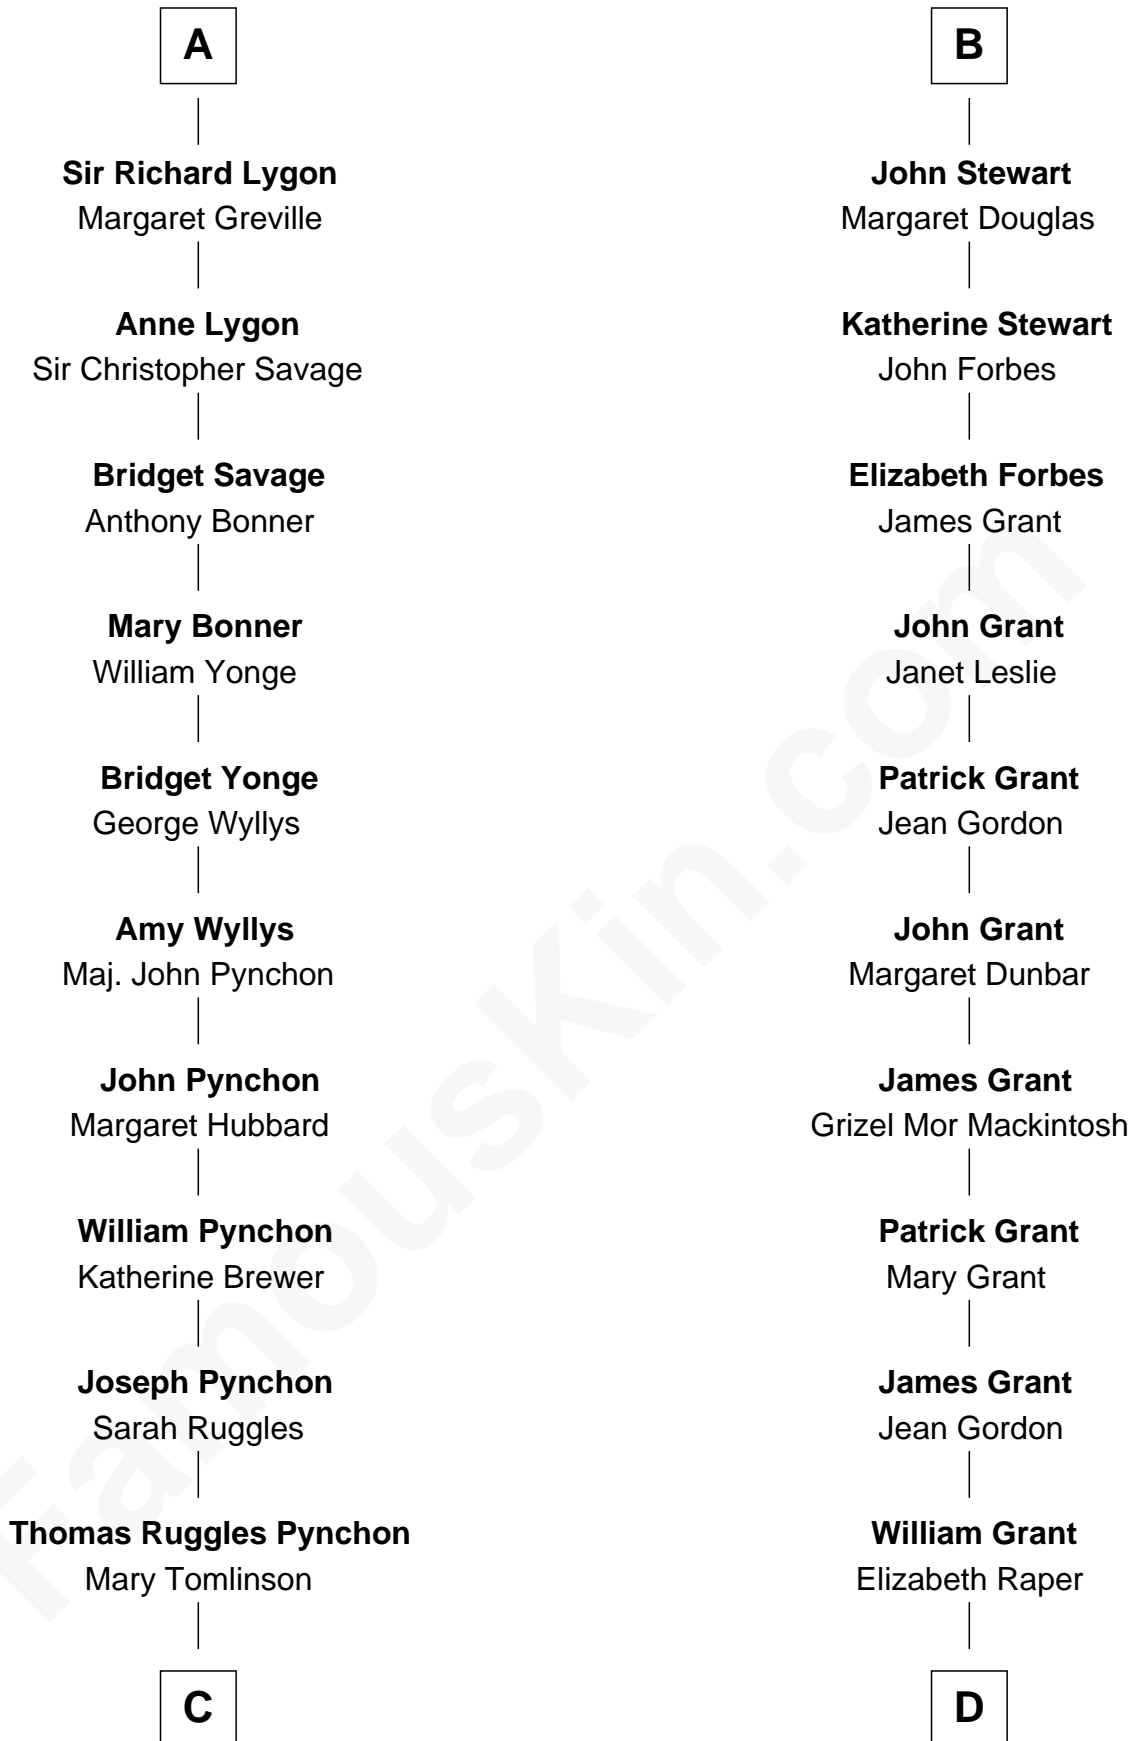 A
Sir Richard Lygon
Margaret Greville
Anne Lygon
Sir Christopher Savage
Bridget Savage
Anthony Bonner
Mary Bonner
William Yonge
Bridget Yonge
George Wyllys
Amy Wyllys
Maj. John Pynchon
John Pynchon
Margaret Hubbard
William Pynchon
Katherine Brewer
Joseph Pynchon
Sarah Ruggles
Thomas Ruggles Pynchon
Mary Tomlinson
C
B
John Stewart
Margaret Douglas
Katherine Stewart
John Forbes
Elizabeth Forbes
James Grant
John Grant
Janet Leslie
Patrick Grant
Jean Gordon
John Grant
Margaret Dunbar
James Grant
Grizel Mor Mackintosh
Patrick Grant
Mary Grant
James Grant
Jean Gordon
William Grant
Elizabeth Raper
D
FamousKin.com